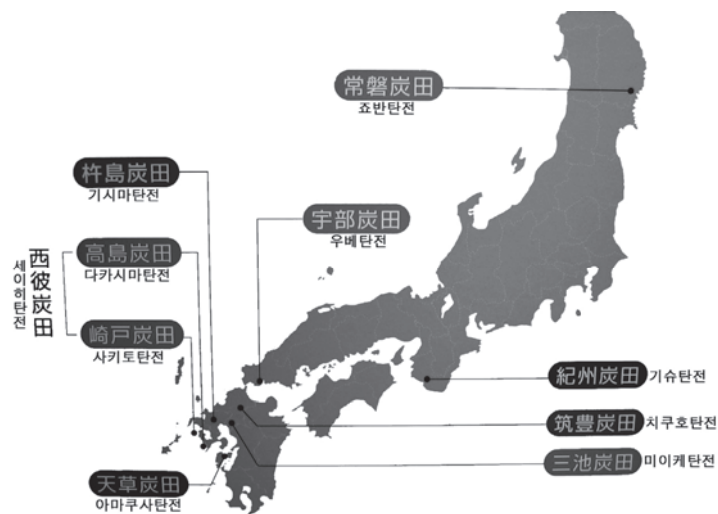 常磐炭田
죠반탄전
杵島炭田
기시마탄전
宇部炭田
우베탄전
西彼炭田
세이히탄전
高島炭田
다카시마탄전
崎戸炭田
사키토탄전
紀州炭田 기슈탄전
筑豊炭田 치쿠호탄전
三池炭田 미이케탄전
天草炭田
아마쿠사탄전